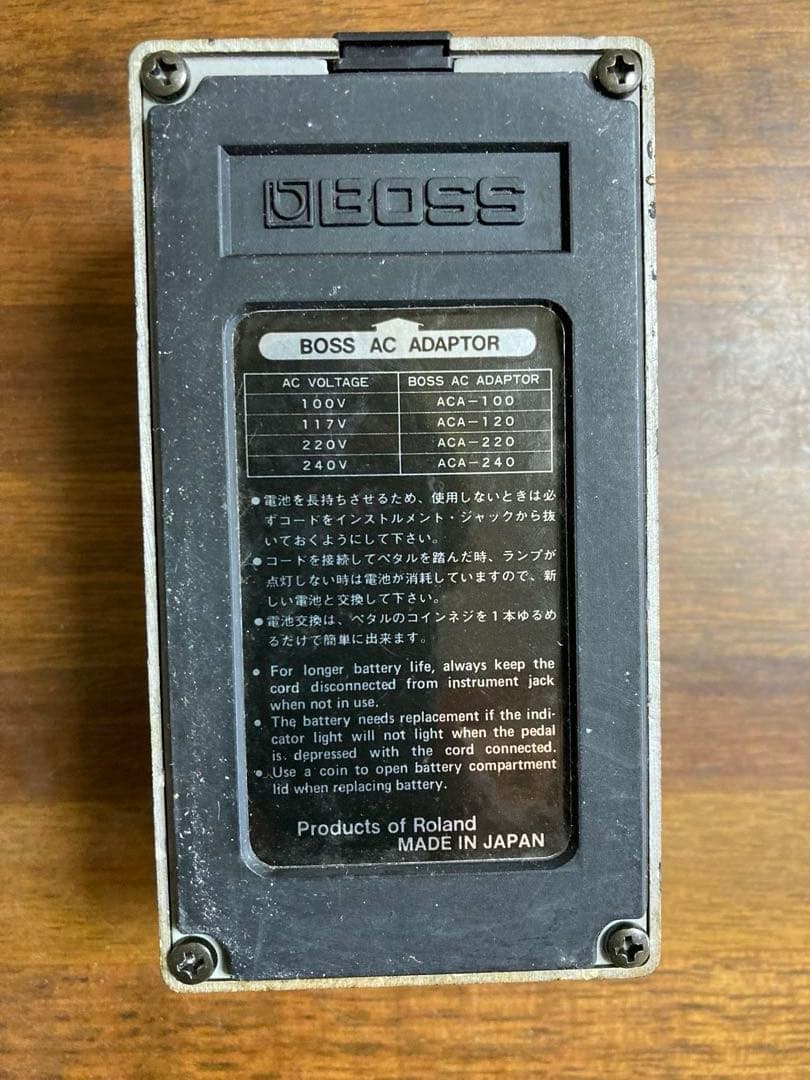 BOSS
BOSS AC ADAPTOR
AC VOLTAGE BOSS AC ADAPTOR
100V ACA-100
117V ACA-120
220V ACA-220
240V ACA-240
●電池を長持ちさせるため、使用しないときは必
ずコードをインストルメント・ジャックから抜
いておくようにして下さい。
●コードを接続してペタルを踏んだ時、ランプが
点灯しない時は電池が消耗していますので、新
しい電池と交換して下さい。
●電池交換は、ペタルのコインネジを1本ゆるめ
るだけで簡単に出来ます。
● For longer battery life, always keep the
cord disconnected from instrument jack
when not in use.
● The battery needs replacement if the indi-
cator light will not light when the pedal
is depressed with the cord connected.
● Use a coin to open battery compartment
lid when replacing battery.
Products of Roland
MADE IN JAPAN